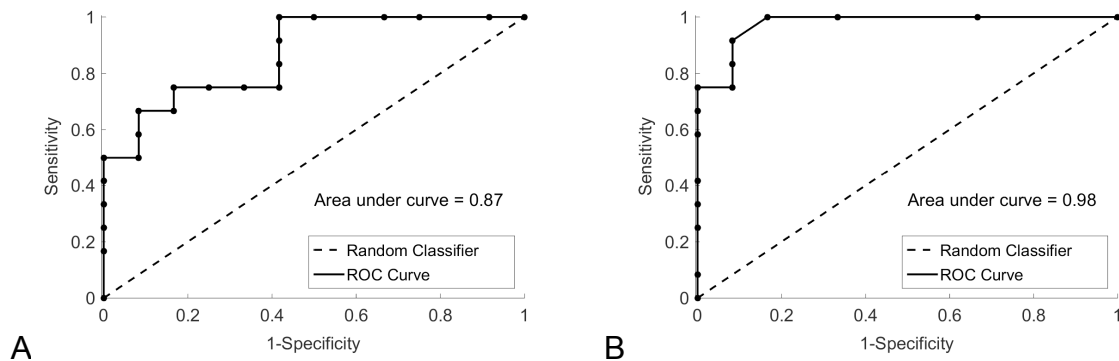 1
0.8
0.6
0.4
0.2
0
0
0.2
0.4
0.6
0.8
1
Sensitivity
1-Specificity
Area under curve = 0.87
Random Classifier
ROC Curve
A
1
0.8
0.6
0.4
0.2
0
0
0.2
0.4
0.6
0.8
1
Sensitivity
1-Specificity
Area under curve = 0.98
Random Classifier
ROC Curve
B